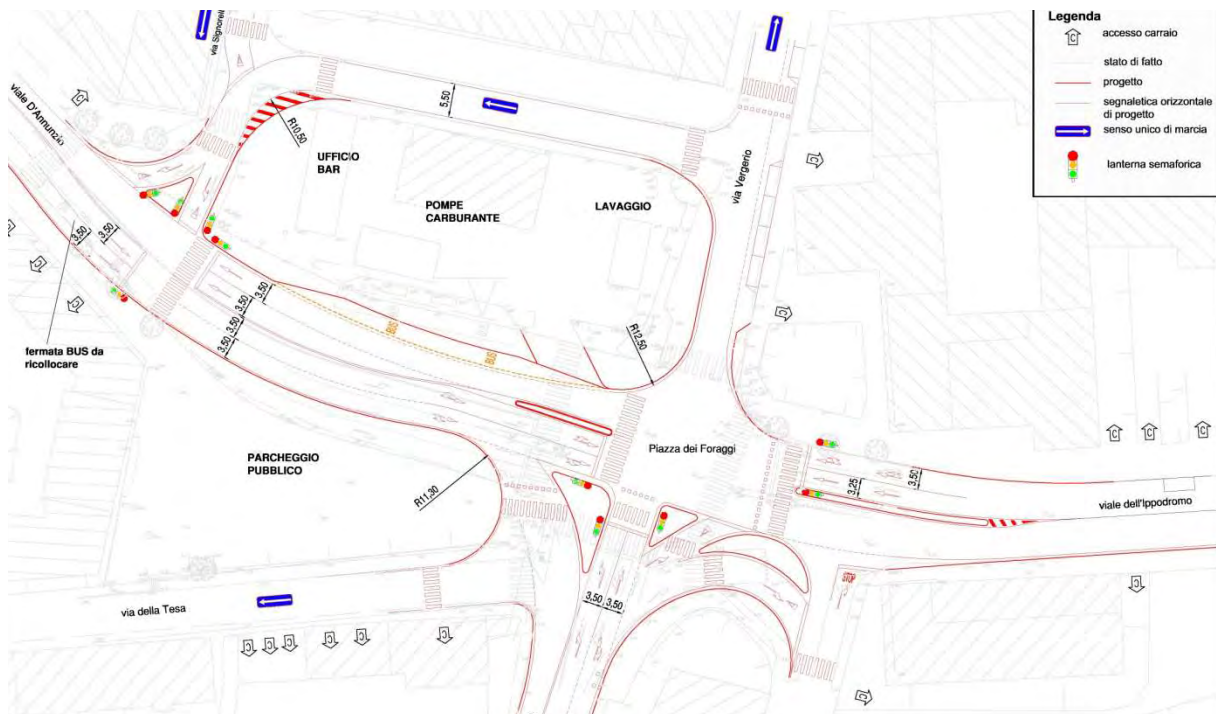 Legenda
C
accesso carraio
stato di fatto
progetto
segnaletica orizzontale
di progetto
senso unico di marcia
lanterna semaforica
via Signorelli
viale D'Annunzio
C
5,50
R10,50
UFFICIO
BAR
POMPE
CARBURANTE
LAVAGGIO
via Vergerio
C
C
C
C
C
3,50
3,50
fermata BUS da
ricollocare
3,50
3,50
3,50
3,50
BUS
BUS
R12,50
C
Piazza dei Foraggi
PARCHEGGIO
PUBBLICO
R11,30
3,25
3,50
C
C
C
viale dell'Ippodromo
STOP
via della Tesa
3,50
3,50
C
C
C
C
C
C
C
C